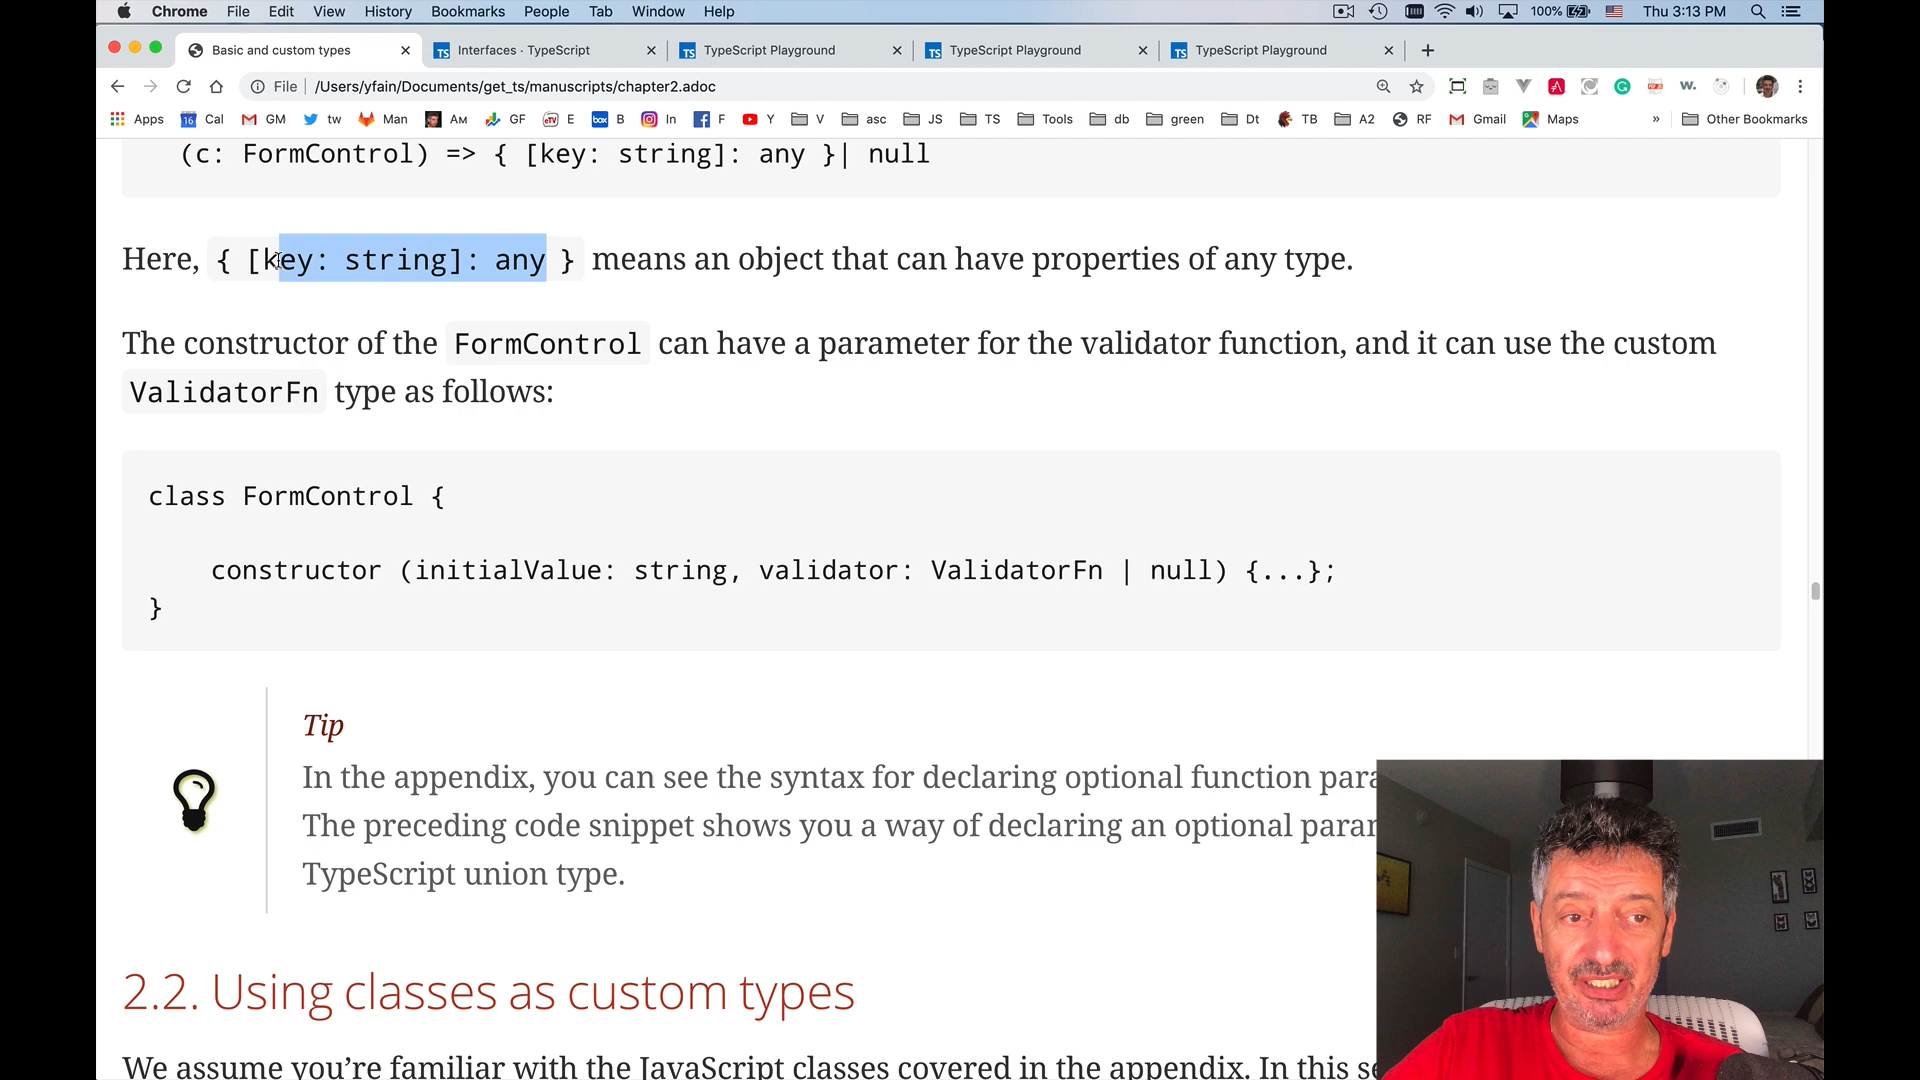 Chrome File Edit View History Bookmarks People Tab Window Help 100% Thu 3:13 PM
Basic and custom types Interfaces · TypeScript TypeScript Playground TypeScript Playground TypeScript Playground
File /Users/yfain/Documents/get_ts/manuscripts/chapter2.adoc
Apps Cal GM tw Man Ам GF E B In F Y V asc JS TS Tools db green Dt TB A2 RF Gmail Maps » Other Bookmarks
(c: FormControl) => { [key: string]: any }| null
Here, { [key: string]: any } means an object that can have properties of any type.
The constructor of the FormControl can have a parameter for the validator function, and it can use the custom
ValidatorFn type as follows:
class FormControl {
constructor (initialValue: string, validator: ValidatorFn | null) {...};
}
Tip
In the appendix, you can see the syntax for declaring optional function para
The preceding code snippet shows you a way of declaring an optional param
TypeScript union type.
2.2. Using classes as custom types
We assume you're familiar with the JavaScript classes covered in the appendix. In this se